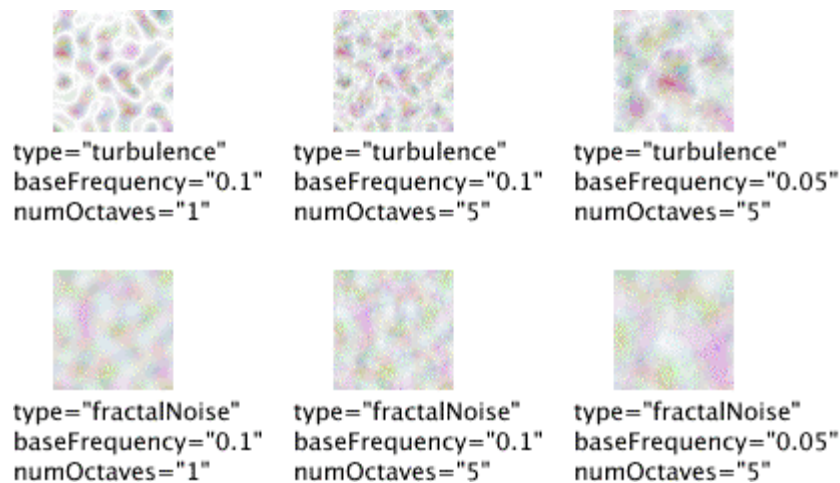 type="turbulence"
baseFrequency="0.1"
numOctaves="1"
type="turbulence"
baseFrequency="0.1"
numOctaves="5"
type="turbulence"
baseFrequency="0.05"
numOctaves="5"
type="fractalNoise"
baseFrequency="0.1"
numOctaves="1"
type="fractalNoise"
baseFrequency="0.1"
numOctaves="5"
type="fractalNoise"
baseFrequency="0.05"
numOctaves="5"